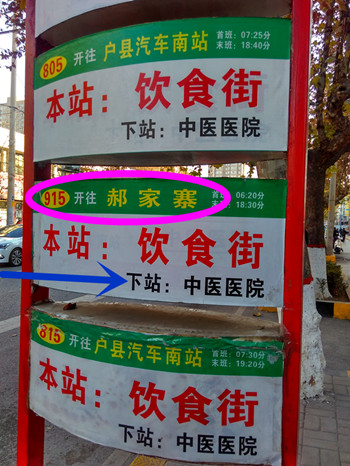 805 开往 户县汽车南站 首班：07:25分
末班：18:40分
本站：饮食街
下站：中医医院
915 开往 郝家寨 首班：06:20分
末班：18:30分
本站：饮食街
下站：中医医院
815 开往 户县汽车南站 首班：07:30分
末班：19:20分
本站：饮食街
下站：中医医院